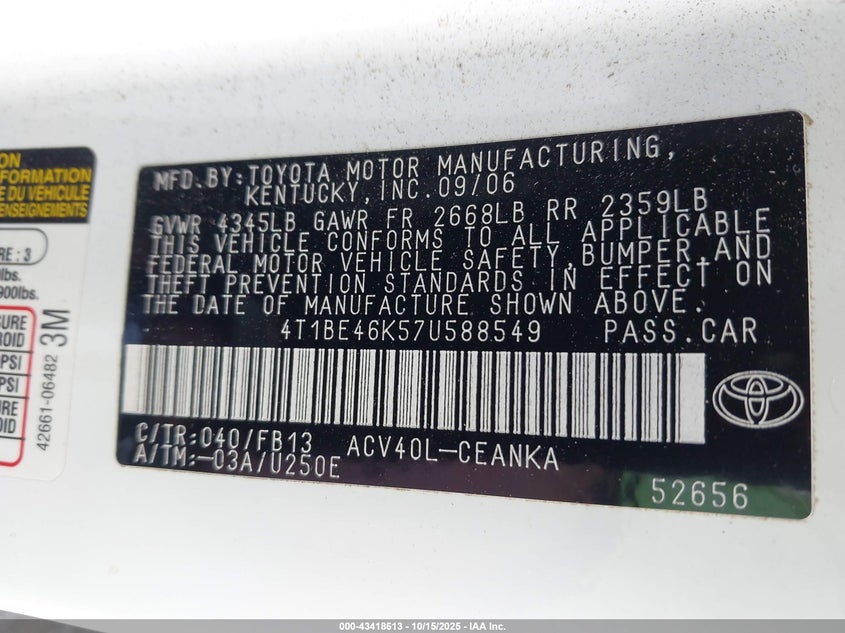 ON
FORMATION
E DU VÉHICULE
ENSEIGNEMENTS
RE : 3
lbs.
900lbs.
SURE
ROID
PSI
PSI
RE
OID
42661-06482 3M
MFD.BY:TOYOTA MOTOR MANUFACTURING,
KENTUCKY,INC.09/06
GVWR 4345LB GAWR FR 2668LB RR 2359LB
THIS VEHICLE CONFORMS TO ALL APPLICABLE
FEDERAL MOTOR VEHICLE SAFETY,BUMPER,AND
THEFT PREVENTION STANDARDS IN EFFECT ON
THE DATE OF MANUFACTURE SHOWN ABOVE.
4T1BE46K57U588549 PASS.CAR
C/TR:040/FB13 ACV40L-CEANKA
A/TM:-03A/U250E
52656
000-43418613 - 10/15/2025 - IAA Inc.